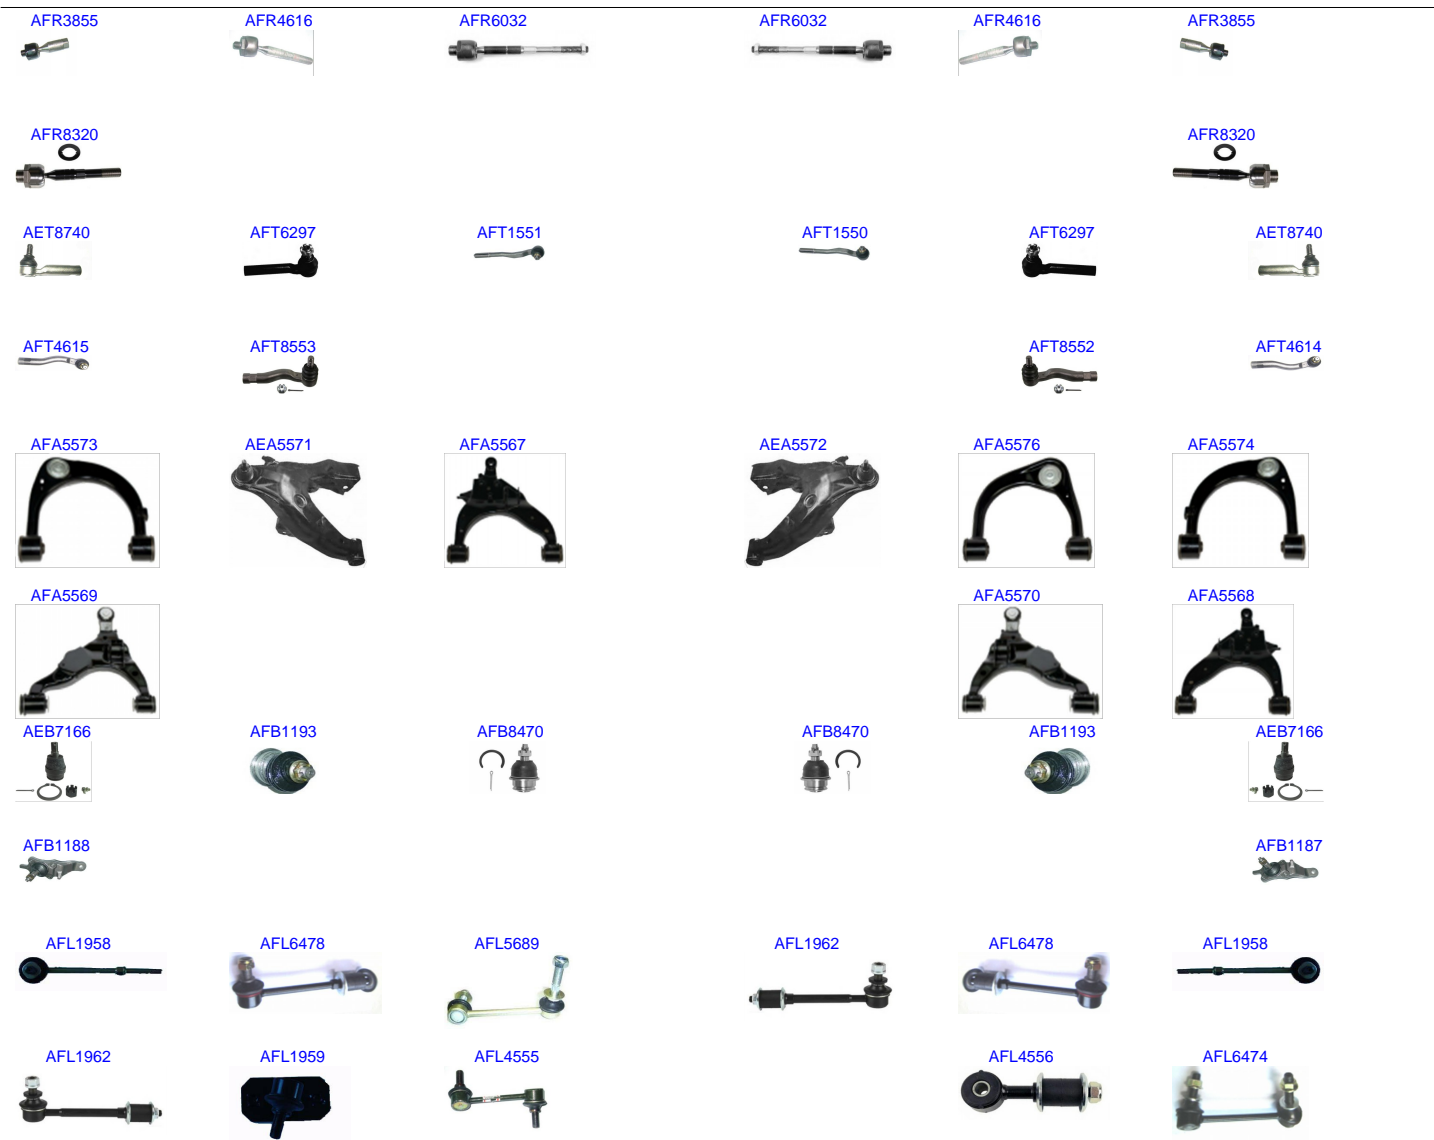 AFR3855 AFR4616 AFR6032 AFR6032 AFR4616 AFR3855
AFR8320 AFR8320
AET8740 AFT6297 AFT1551 AFT1550 AFT6297 AET8740
AFT4615 AFT8553 AFT8552 AFT4614
AFA5573 AEA5571 AFA5567 AEA5572 AFA5576 AFA5574
AFA5569 AFA5570 AFA5568
AEB7166 AFB1193 AFB8470 AFB8470 AFB1193 AEB7166
AFB1188 AFB1187
AFL1958 AFL6478 AFL5689 AFL1962 AFL6478 AFL1958
AFL1962 AFL1959 AFL4555 AFL4556 AFL6474